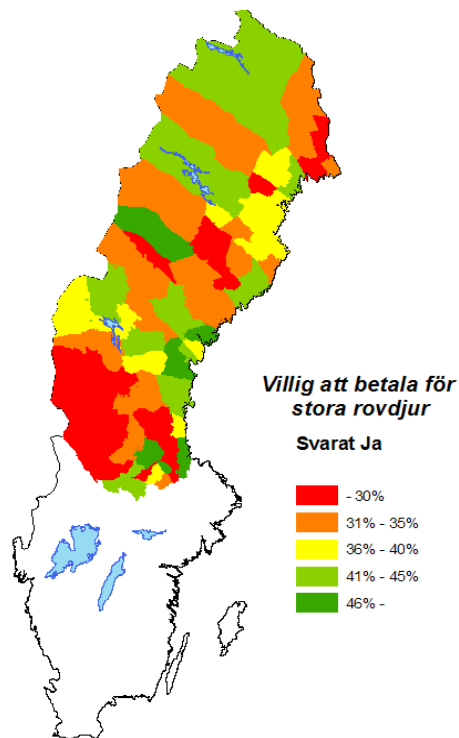 Villig att betala för
stora rovdjur
Svarat Ja
- 30%
31% - 35%
36% - 40%
41% - 45%
46% -